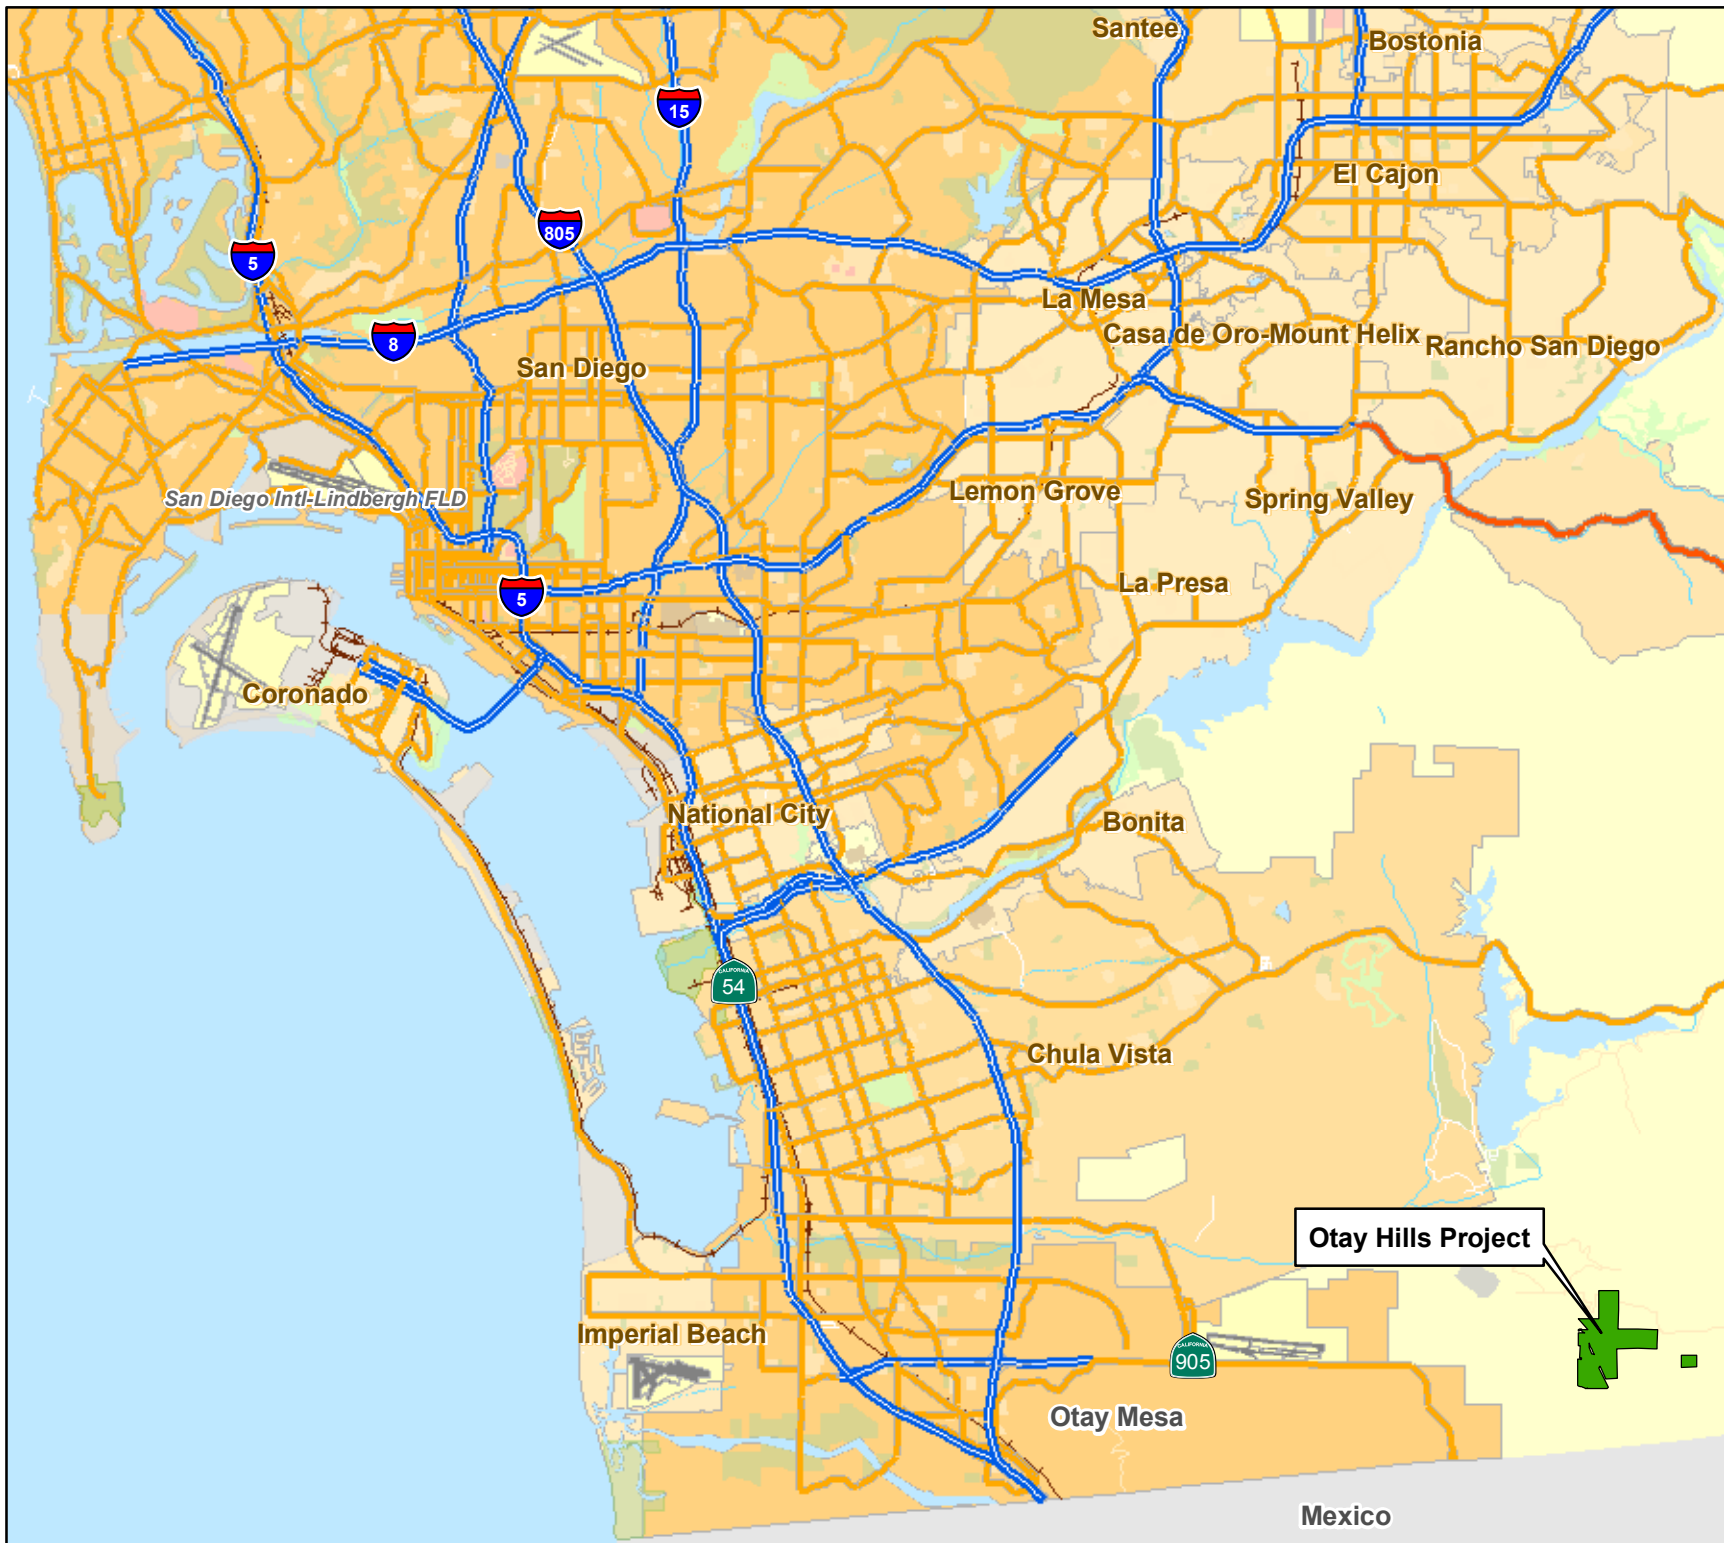 Santee
Bostonia
15
El Cajon
805
5
La Mesa
Casa de Oro-Mount Helix
Rancho San Diego
8
San Diego
San Diego Intl-Lindbergh FLD
Lemon Grove
Spring Valley
La Presa
5
Coronado
National City
Bonita
CALIFORNIA
54
Chula Vista
Otay Hills Project
Imperial Beach
CALIFORNIA
905
Otay Mesa
Mexico